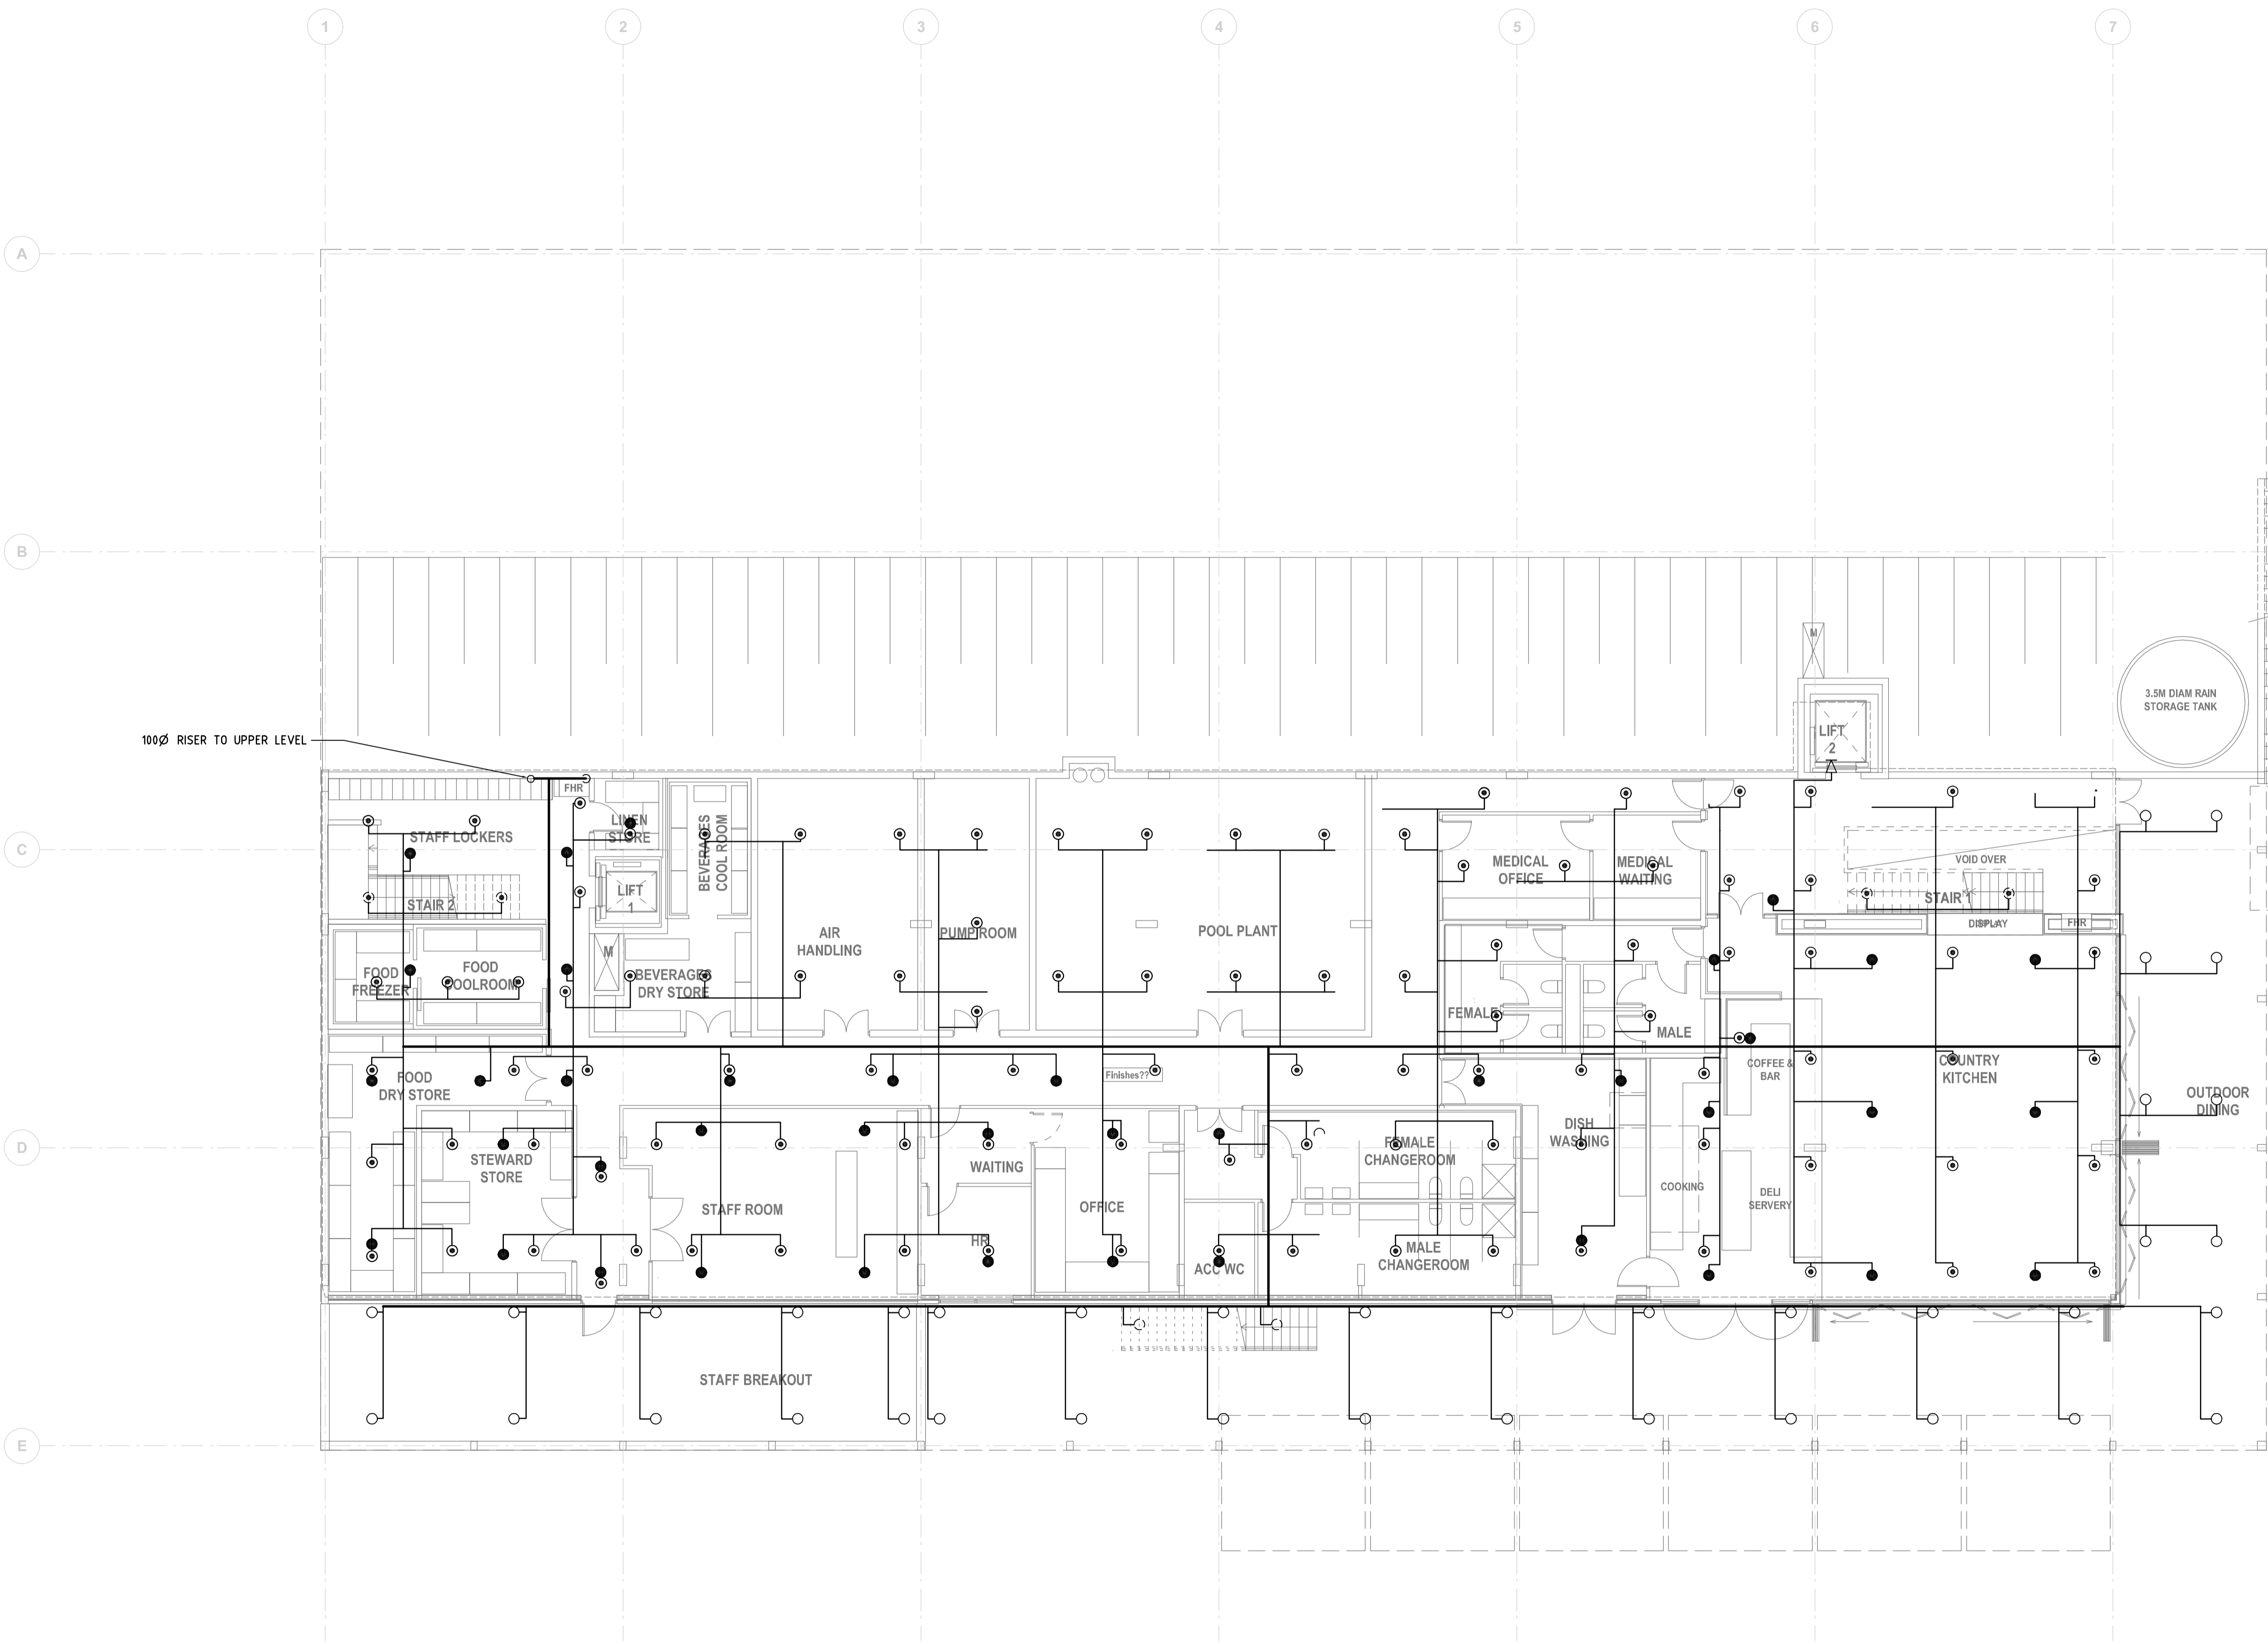 1
2
3
4
5
6
7
A
B
M
3.5M DIAM RAIN
STORAGE TANK
LIFT
2
100Ø RISER TO UPPER LEVEL
FHR
LINEN
STORE
STAFF LOCKERS
C
BEVERAGES
COOL ROOM
MEDICAL
OFFICE
MEDICAL
WAITING
VOID OVER
LIFT
1
STAIR 2
STAIR 1
DISPLAY
FHR
AIR
HANDLING
PUMP ROOM
POOL PLANT
M
FOOD
FREEZER
FOOD
COOLROOM
BEVERAGES
DRY STORE
FEMALE
MALE
COFFEE &
BAR
COUNTRY
KITCHEN
FOOD
DRY STORE
Finishes??
OUTDOOR
DINING
D
DISH
WASHING
FEMALE
CHANGEROOM
STEWARD
STORE
WAITING
COOKING
DELI
SERVERY
STAFF ROOM
OFFICE
HR
MALE
CHANGEROOM
ACC WC
STAFF BREAKOUT
E